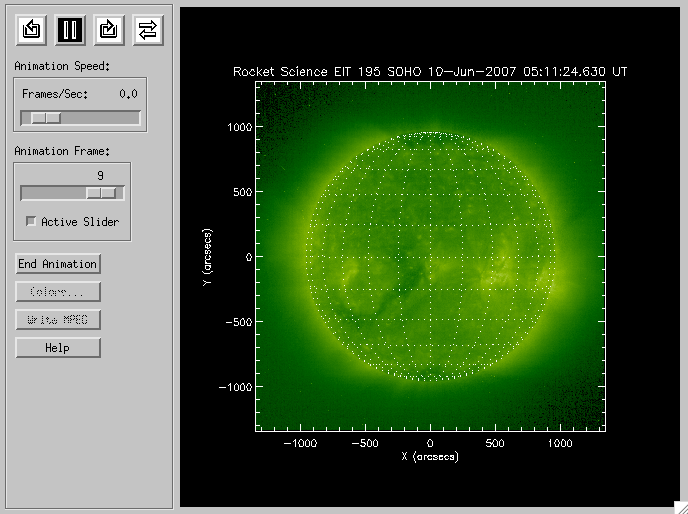 Animation Speed:
Frames/Sec: 0.0
Animation Frame:
9
Active Slider
End Animation
Colors...
Write MPEG
Help
Rocket Science EIT 195 SOHO 10-Jun-2007 05:11:24.630 UT
1000
500
0
-500
-1000
Y (arcsecs)
-1000 -500 0 500 1000
X (arcsecs)